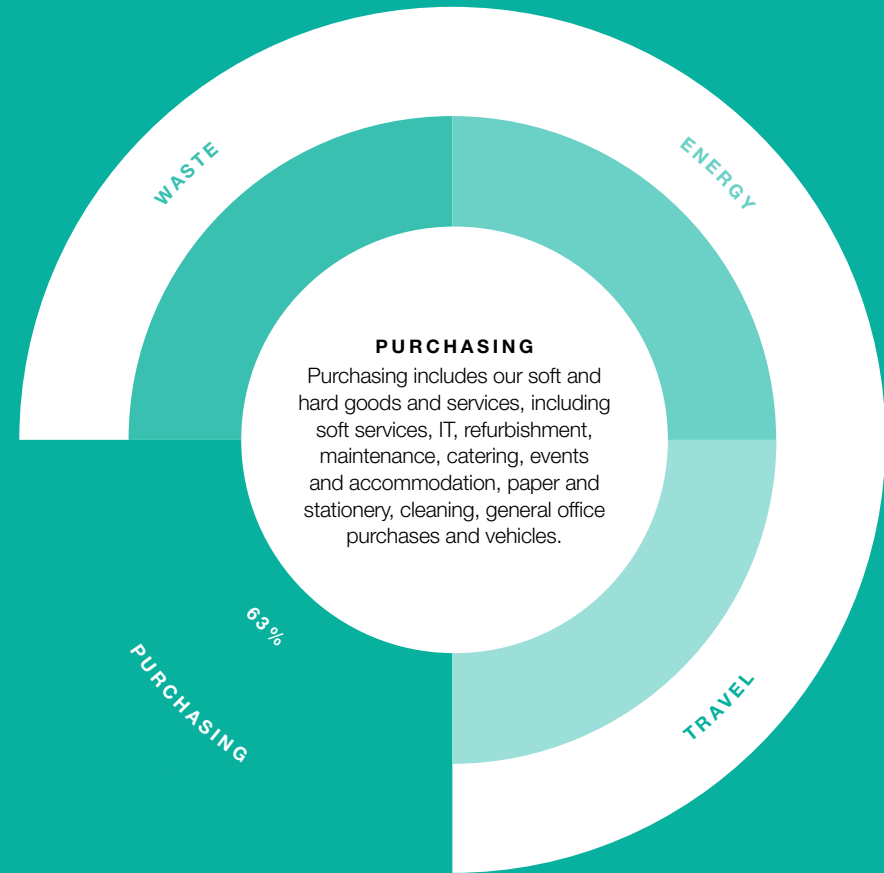 WASTE
ENERGY
PURCHASING
Purchasing includes our soft and
hard goods and services, including
soft services, IT, refurbishment,
maintenance, catering, events
and accommodation, paper and
stationery, cleaning, general office
purchases and vehicles.
63%
PURCHASING
TRAVEL